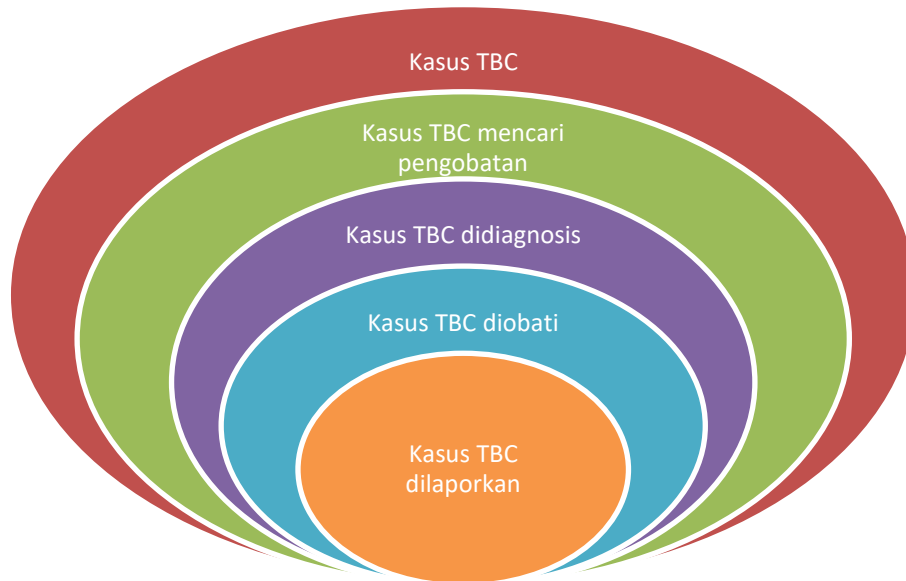 Kasus TBC
Kasus TBC mencari
pengobatan
Kasus TBC didiagnosis
Kasus TBC diobati
Kasus TBC
dilaporkan